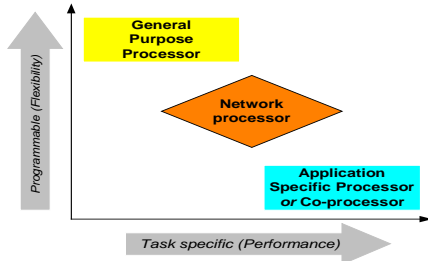 General
Purpose
Processor
Programmable (Flexibility)
Network
processor
Application
Specific Processor
or Co-processor
Task specific (Performance)